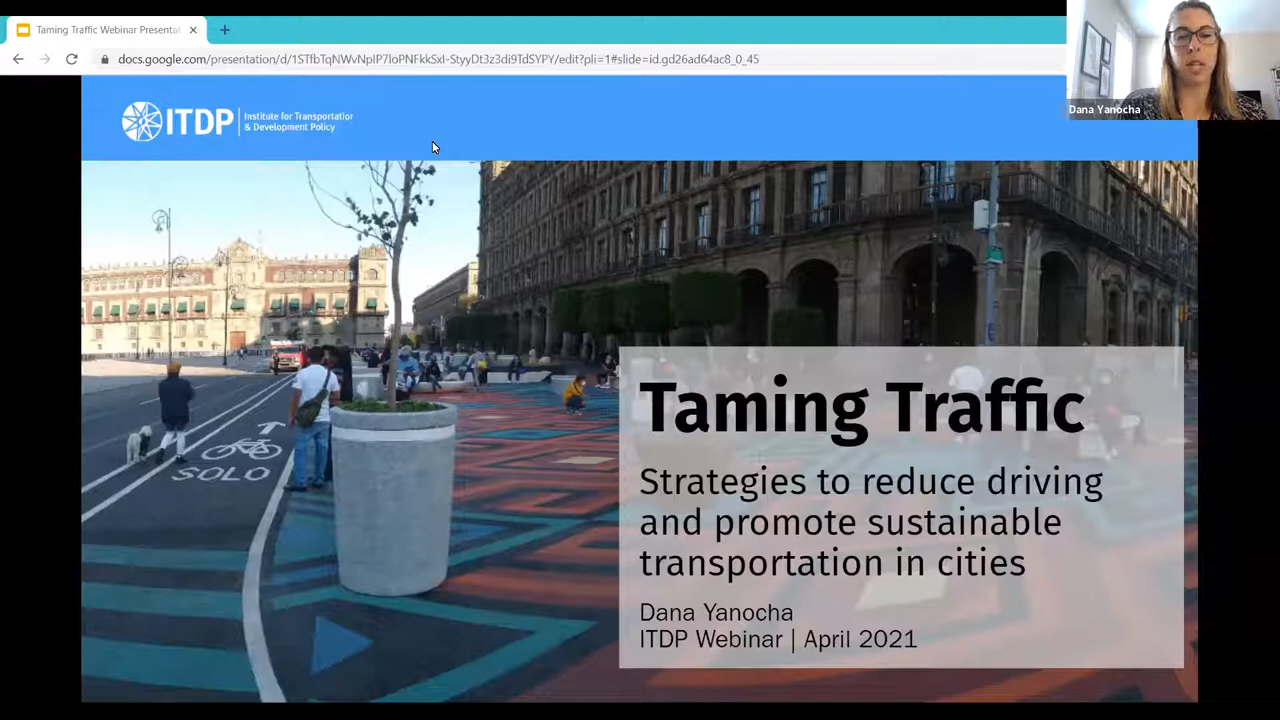 Taming Traffic Webinar Presentat
docs.google.com/presentation/d/1STfbTqNWvNpIP7loPNFkkSxI-StyyDt3z3di9TdSYPY/edit?pli=1#slide=id.gd26ad64ac8_0_45
Dana Yanocha
ITDP
Institute for Transportation
& Development Policy
SOLO
Taming Traffic
Strategies to reduce driving
and promote sustainable
transportation in cities
Dana Yanocha
ITDP Webinar | April 2021